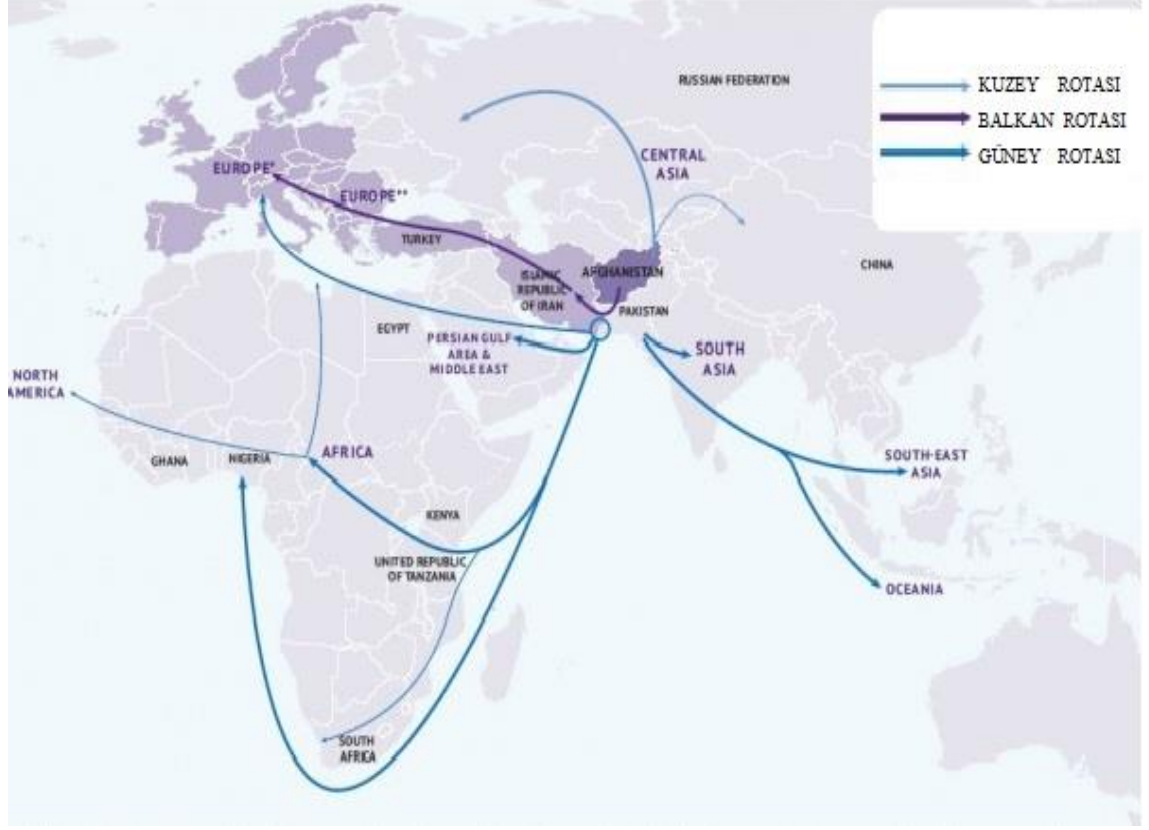 RUSSIAN FEDERATION
KUZEY ROTASI
BALKAN ROTASI
GÜNEY ROTASI
CENTRAL
ASIA
EUROPE*
EUROPE**
TURKEY
ISLAMIC
REPUBLIC
OF IRAN
AFGHANISTAN
PAKISTAN
CHINA
EGYPT
PERSIAN GULF
AREA &
MIDDLE EAST
SOUTH
ASIA
NORTH
AMERICA
GHANA
NIGERIA
AFRICA
SOUTH-EAST
ASIA
KENYA
UNITED REPUBLIC
OF TANZANIA
OCEANIA
SOUTH
AFRICA